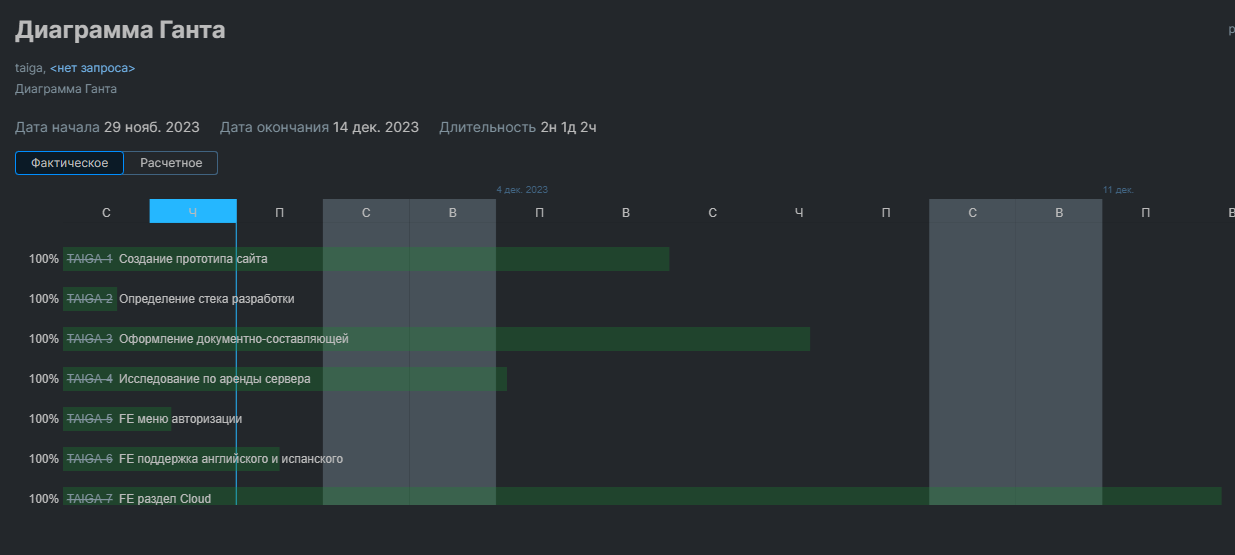 Диаграмма Ганта
taiga, <нет запроса>
Диаграмма Ганта
Дата начала 29 нояб. 2023 Дата окончания 14 дек. 2023 Длительность 2н 1д 2ч
Фактическое Расчетное
4 дек. 2023 11 дек.
С Ч П С В П В С Ч П С В П В
100% TAIGA-1 Создание прототипа сайта
100% TAIGA-2 Определение стека разработки
100% TAIGA-3 Оформление документно-составляющей
100% TAIGA-4 Исследование по аренды сервера
100% TAIGA-5 FE меню авторизации
100% TAIGA-6 FE поддержка английского и испанского
100% TAIGA-7 FE раздел Cloud